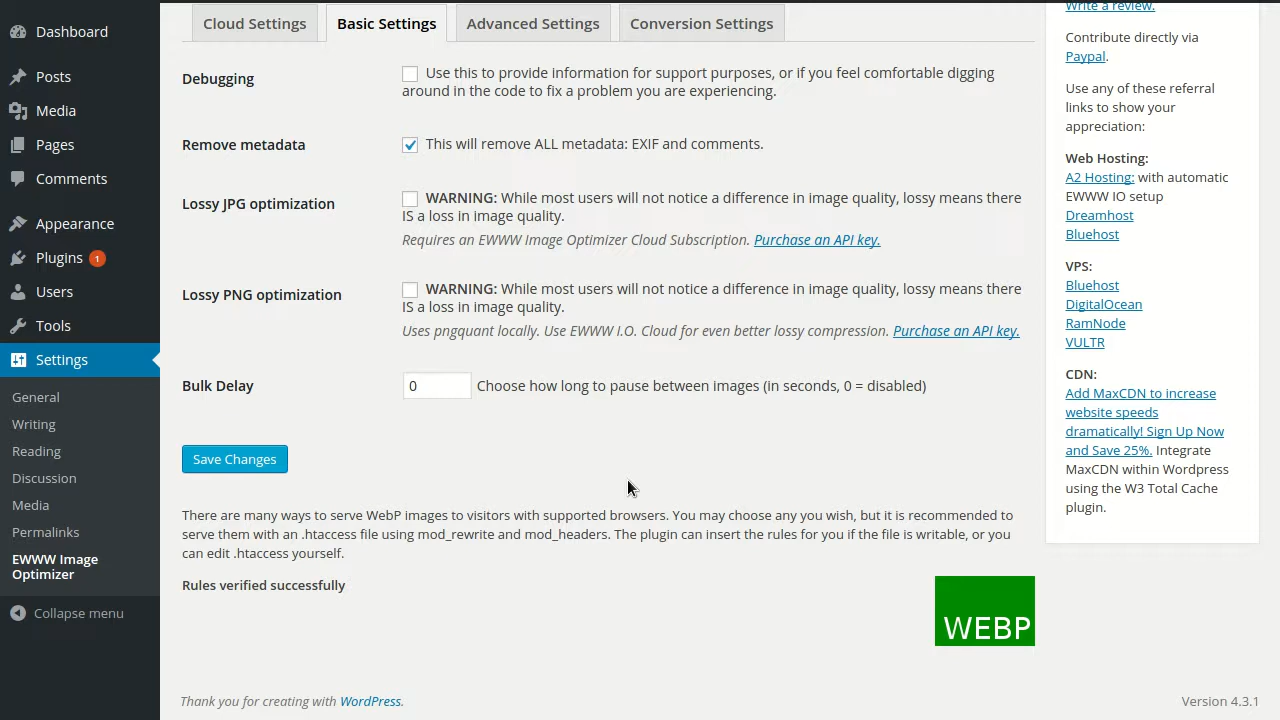 Dashboard
Posts
Media
Pages
Comments
Appearance
Plugins 1
Users
Tools
Settings
General
Writing
Reading
Discussion
Media
Permalinks
EWWW Image
Optimizer
Collapse menu
Cloud Settings
Basic Settings
Advanced Settings
Conversion Settings
Debugging
Use this to provide information for support purposes, or if you feel comfortable digging
around in the code to fix a problem you are experiencing.
Remove metadata
This will remove ALL metadata: EXIF and comments.
Lossy JPG optimization
WARNING: While most users will not notice a difference in image quality, lossy means there
IS a loss in image quality.
Requires an EWWW Image Optimizer Cloud Subscription. Purchase an API key.
Lossy PNG optimization
WARNING: While most users will not notice a difference in image quality, lossy means there
IS a loss in image quality.
Uses pngquant locally. Use EWWW I.O. Cloud for even better lossy compression. Purchase an API key.
Bulk Delay
0
Choose how long to pause between images (in seconds, 0 = disabled)
Save Changes
There are many ways to serve WebP images to visitors with supported browsers. You may choose any you wish, but it is recommended to
serve them with an .htaccess file using mod_rewrite and mod_headers. The plugin can insert the rules for you if the file is writable, or you
can edit .htaccess yourself.
Rules verified successfully
WEBP
Write a review.
Contribute directly via
Paypal.
Use any of these referral
links to show your
appreciation:
Web Hosting:
A2 Hosting: with automatic
EWWW IO setup
Dreamhost
Bluehost
VPS:
Bluehost
DigitalOcean
RamNode
VULTR
CDN:
Add MaxCDN to increase
website speeds
dramatically! Sign Up Now
and Save 25%. Integrate
MaxCDN within Wordpress
using the W3 Total Cache
plugin.
Thank you for creating with WordPress.
Version 4.3.1